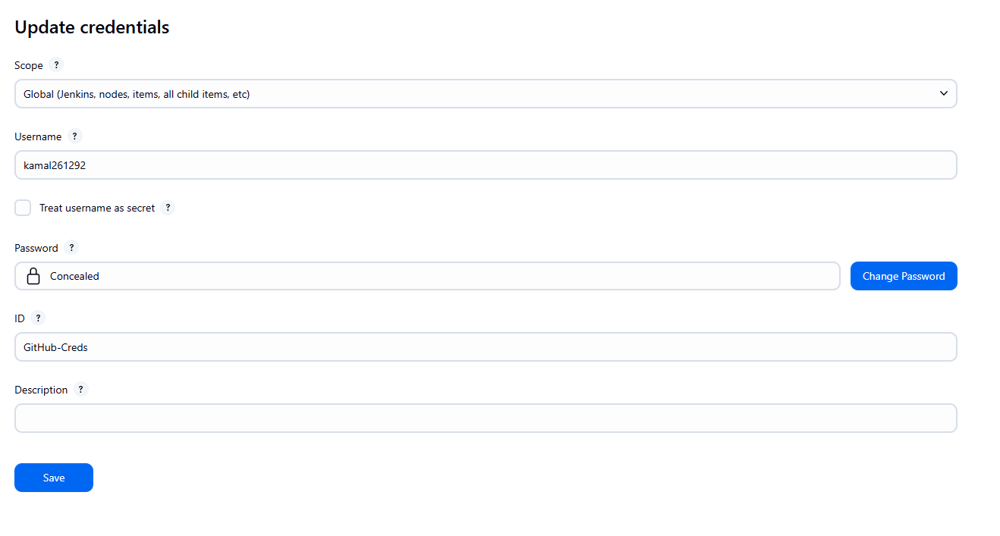 Update credentials
Scope ?
Global (Jenkins, nodes, items, all child items, etc)
Username ?
kamal261292
Treat username as secret ?
Password ?
Concealed
Change Password
ID ?
GitHub-Creds
Description ?
Save